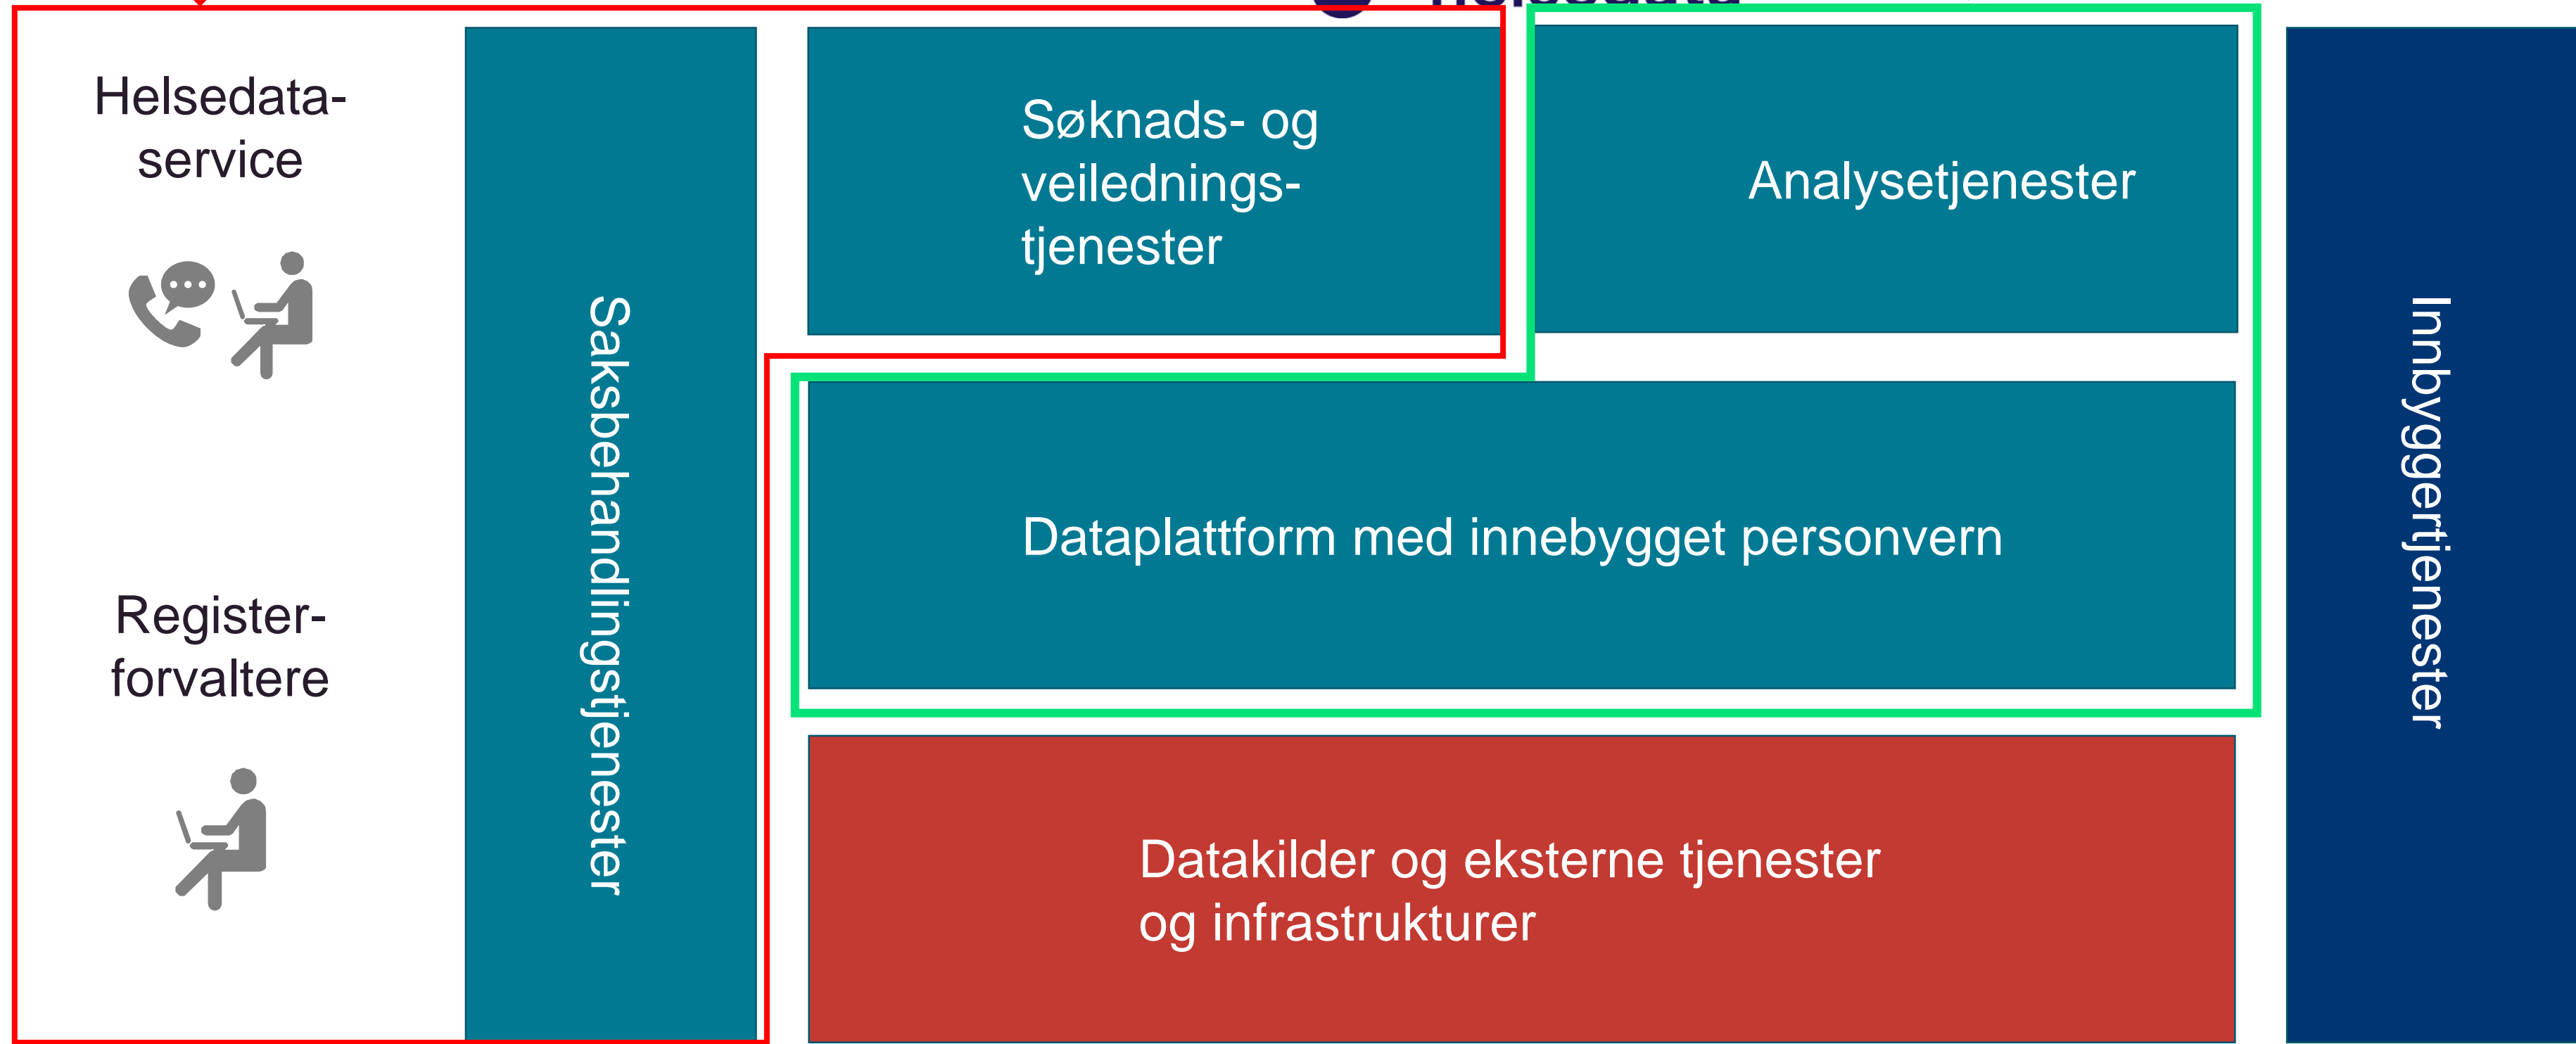 Helsedata
Helsedata-
service
Register-
forvaltere
Saksbehandlingstjenester
Søknads- og
veilednings-
tjenester
Analysetjenester
Dataplattform med innebygget personvern
Datakilder og eksterne tjenester
og infrastrukturer
Innbyggertjenester